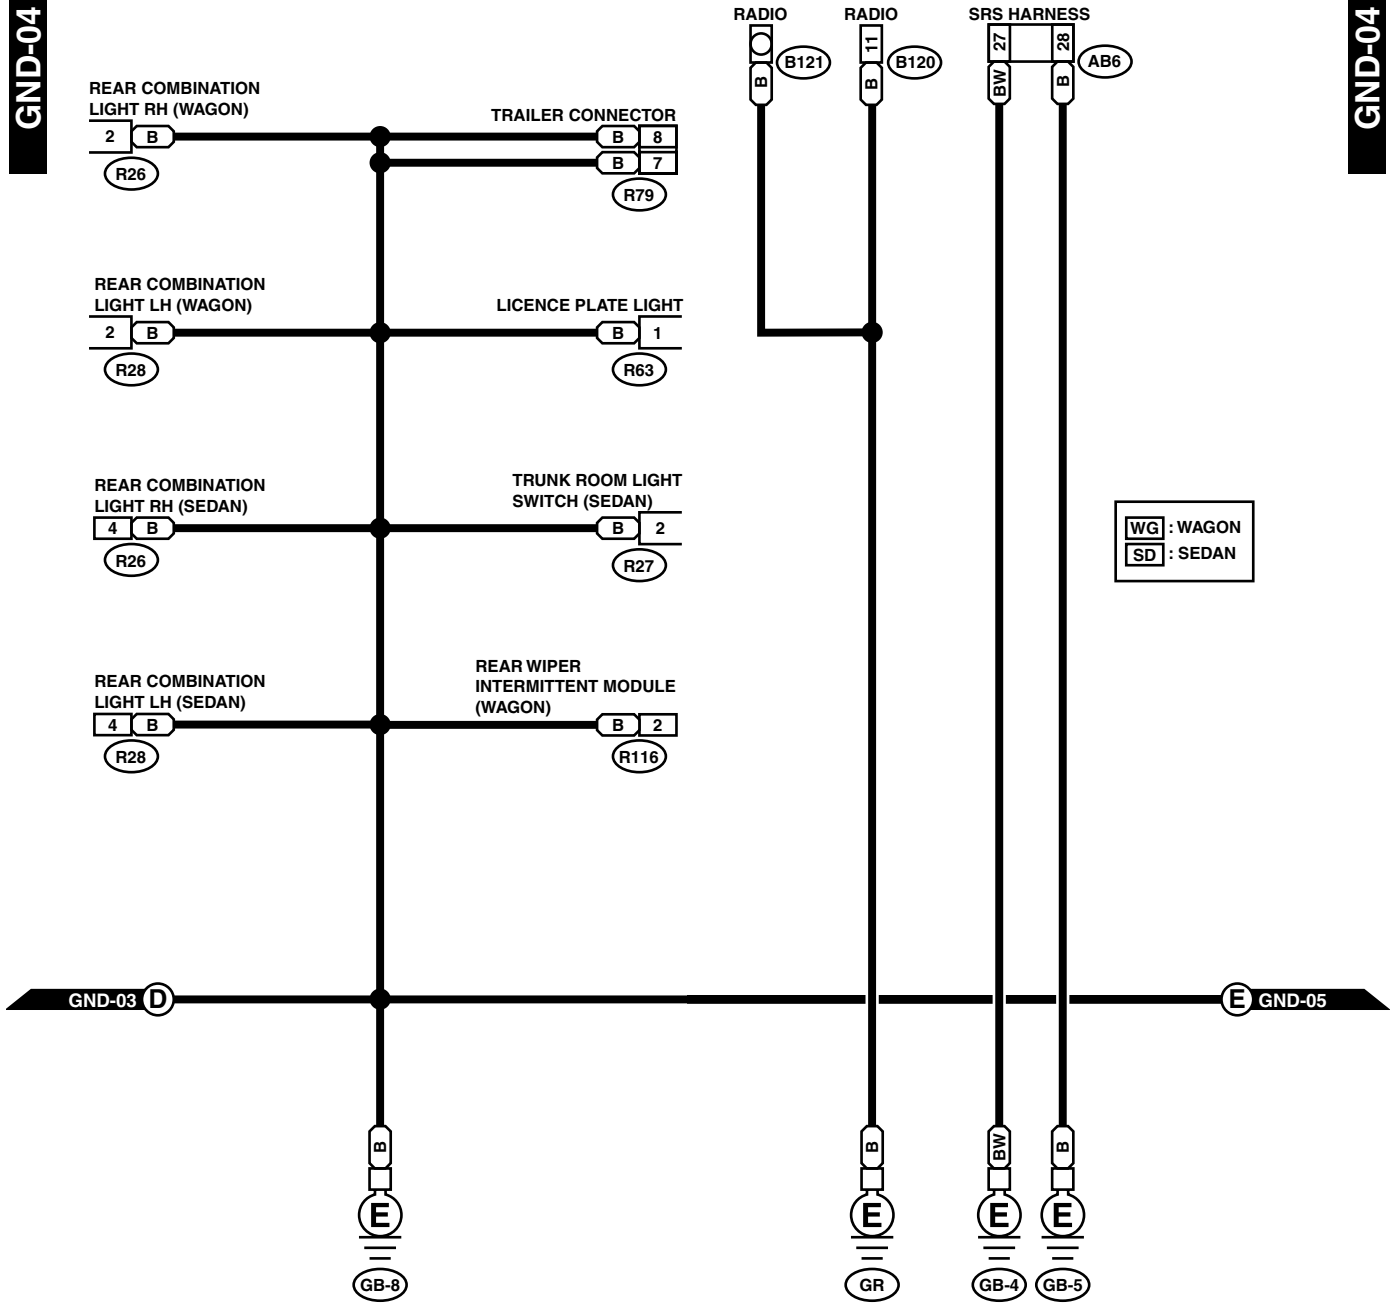 GND-04
GND-04
RADIO
RADIO
SRS HARNESS
11
27
28
B121
B120
AB6
B
B
BW
B
REAR COMBINATION
LIGHT RH (WAGON)
2 B
R26
TRAILER CONNECTOR
B 8
B 7
R79
REAR COMBINATION
LIGHT LH (WAGON)
2 B
R28
LICENCE PLATE LIGHT
B 1
R63
REAR COMBINATION
LIGHT RH (SEDAN)
4 B
R26
TRUNK ROOM LIGHT
SWITCH (SEDAN)
B 2
R27
WG : WAGON
SD : SEDAN
REAR COMBINATION
LIGHT LH (SEDAN)
4 B
R28
REAR WIPER
INTERMITTENT MODULE
(WAGON)
B 2
R116
GND-03 D
E GND-05
B
B
BW
B
E
E
E
E
GB-8
GR
GB-4
GB-5